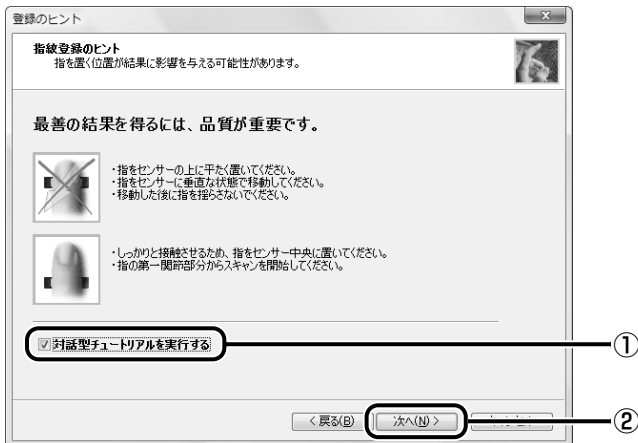 登録のヒント
指紋登録のヒント
指を置く位置が結果に影響を与える可能性があります。
最善の結果を得るには、品質が重要です。
・指をセンサーの上に平たく置いてください。
・指をセンサーに垂直な状態で移動してください。
・移動した後に指を揺らさないでください。
・しっかりと接触させるため、指をセンサー中央に置いてください。
・指の第一関節部分からスキャンを開始してください。
対話型チュートリアルを実行する
①
< 戻る(B)
次へ(N) >
②